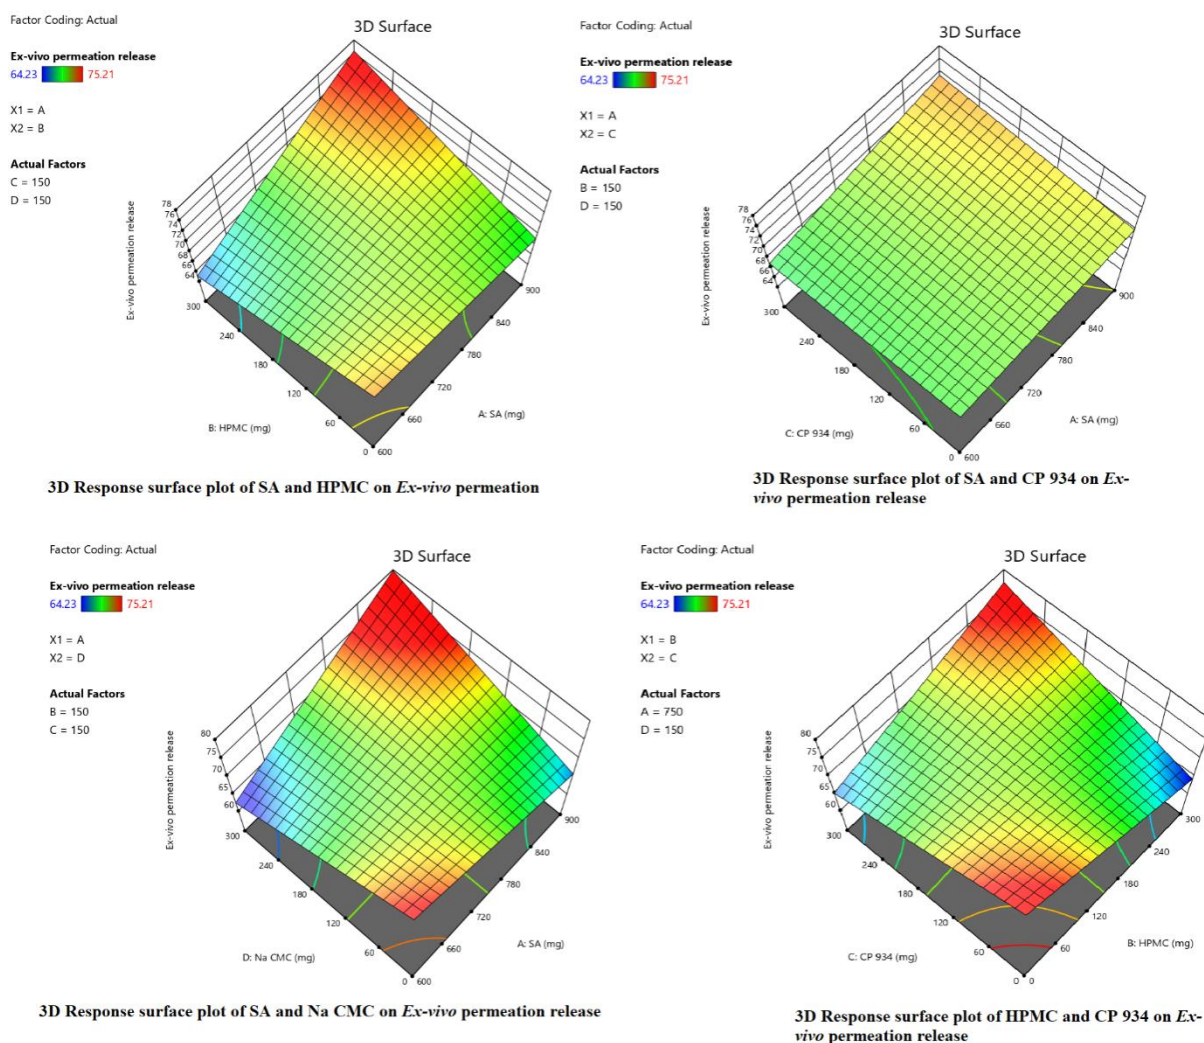 Factor Coding: Actual
3D Surface
Ex-vivo permeation release
64.23 75.21
X1 = A
X2 = B
Actual Factors
C = 150
D = 150
Ex-vivo permeation release
78
76
74
72
70
68
66
64
300
240
180
120
60
0
600
660
720
780
840
900
B: HPMC (mg)
A: SA (mg)
3D Response surface plot of SA and HPMC on Ex-vivo permeation
Factor Coding: Actual
3D Surface
Ex-vivo permeation release
64.23 75.21
X1 = A
X2 = C
Actual Factors
B = 150
D = 150
Ex-vivo permeation release
78
76
74
72
70
68
66
64
300
240
180
120
60
0
600
660
720
780
840
900
C: CP 934 (mg)
A: SA (mg)
3D Response surface plot of SA and CP 934 on Ex-
vivo permeation release
Factor Coding: Actual
3D Surface
Ex-vivo permeation release
64.23 75.21
X1 = A
X2 = D
Actual Factors
B = 150
C = 150
Ex-vivo permeation release
80
75
70
65
60
300
240
180
120
60
0
600
660
720
780
840
900
D: Na CMC (mg)
A: SA (mg)
3D Response surface plot of SA and Na CMC on Ex-vivo permeation release
Factor Coding: Actual
3D Surface
Ex-vivo permeation release
64.23 75.21
X1 = B
X2 = C
Actual Factors
A = 750
D = 150
Ex-vivo permeation release
80
75
70
65
60
300
240
180
120
60
0
0
60
120
180
240
300
C: CP 934 (mg)
B: HPMC (mg)
3D Response surface plot of HPMC and CP 934 on Ex-
vivo permeation release